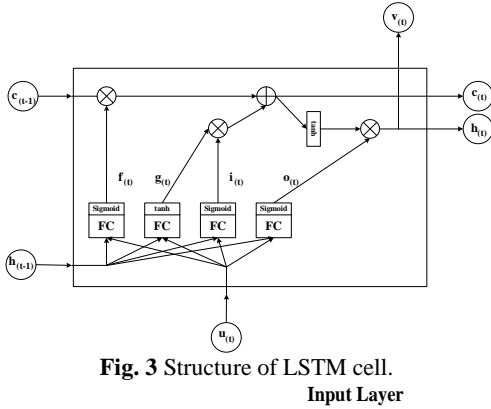 v(t)
c(t-1)
c(t)
tanh
h(t)
f(t)
g(t)
i(t)
o(t)
Sigmoid
tanh
Sigmoid
Sigmoid
FC
FC
FC
FC
h(t-1)
u(t)
Fig. 3 Structure of LSTM cell.
Input Layer